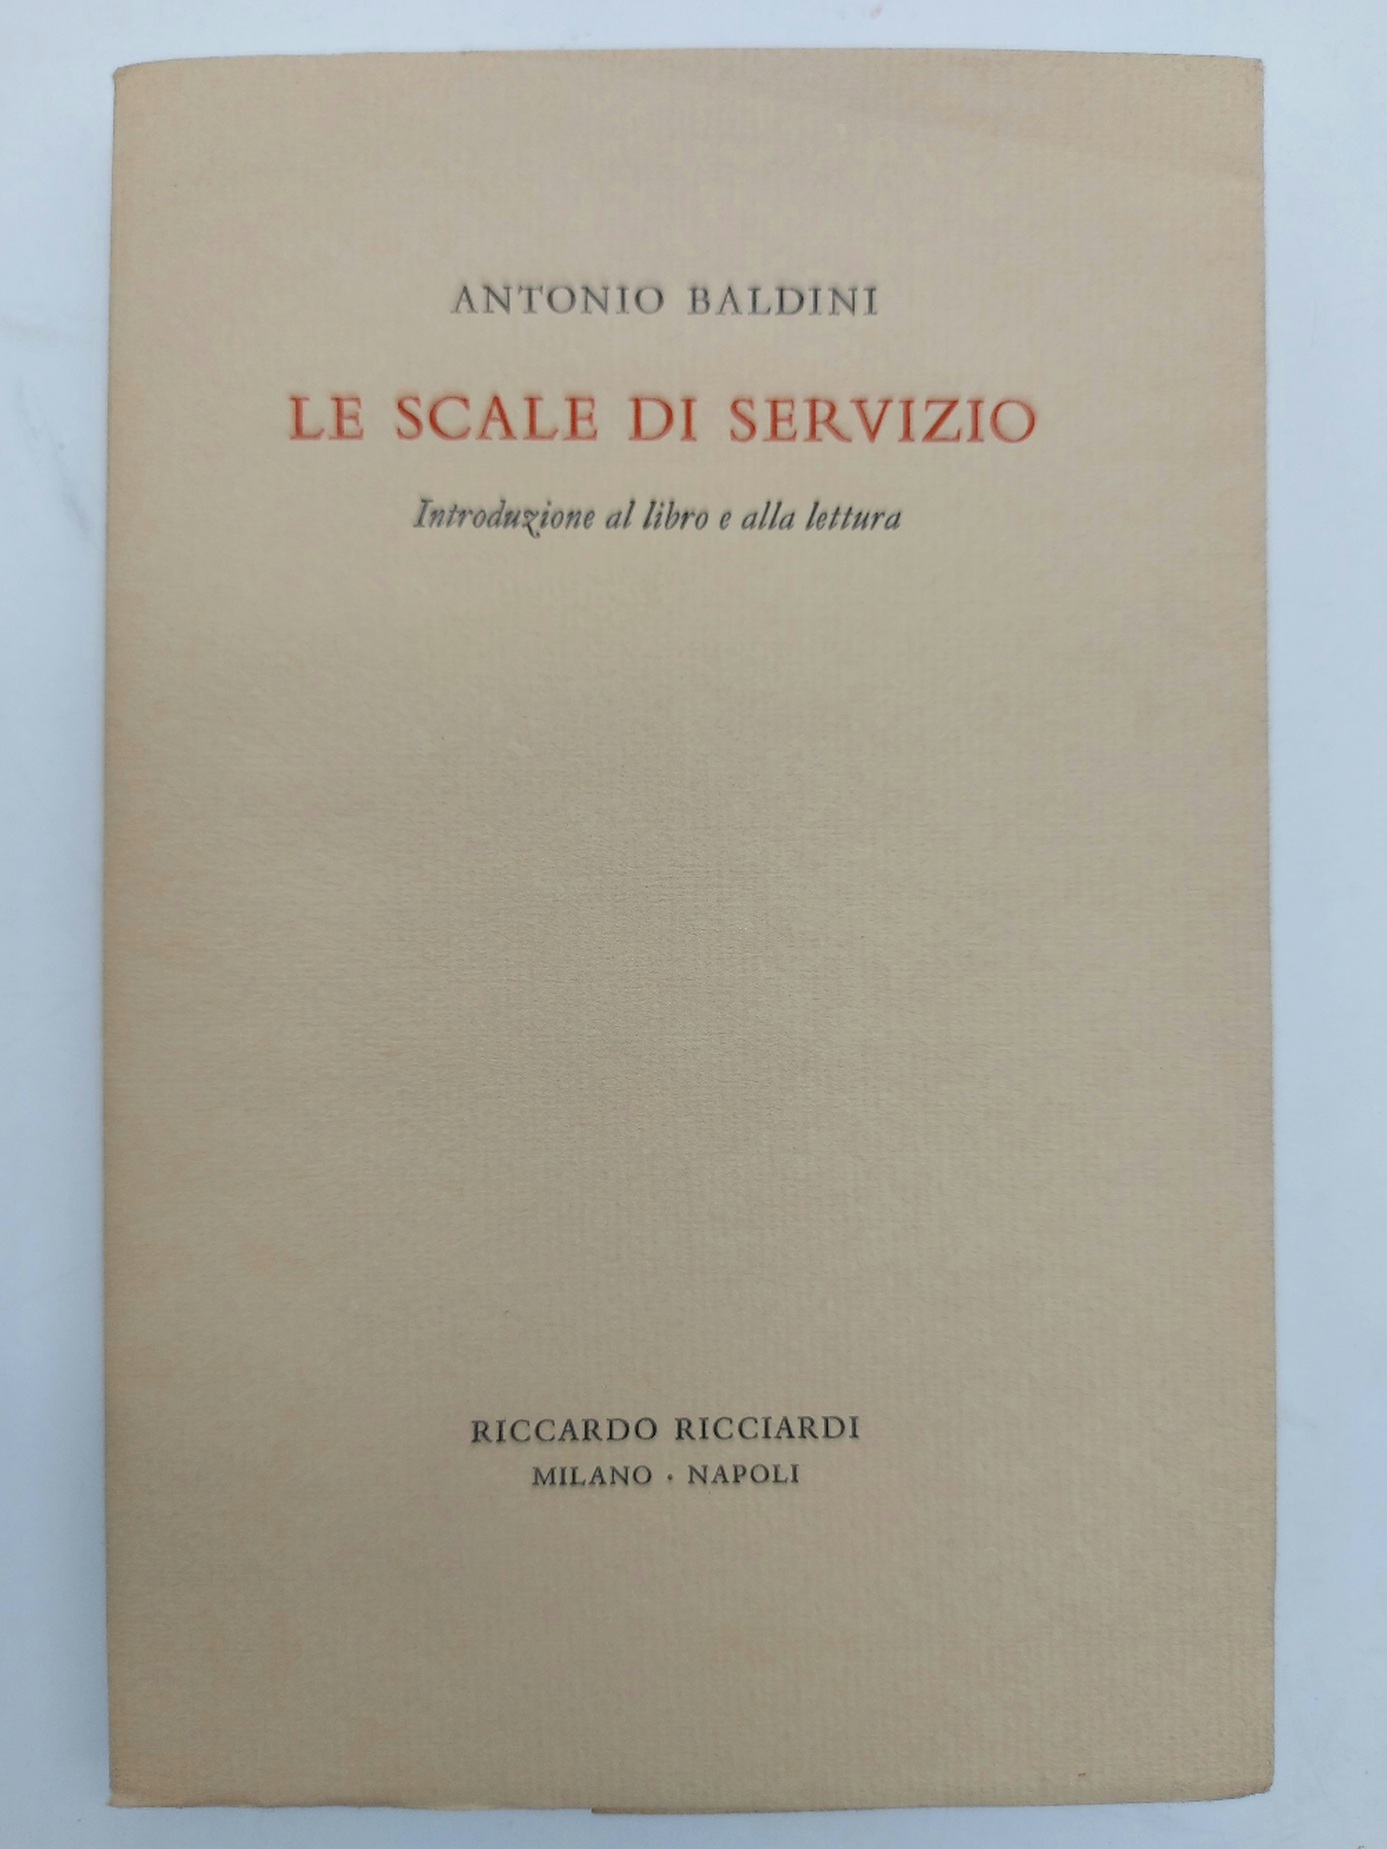 ANTONIO BALDINI
LE SCALE DI SERVIZIO
Introduzione al libro e alla lettura
RICCARDO RICCIARDI
MILANO · NAPOLI